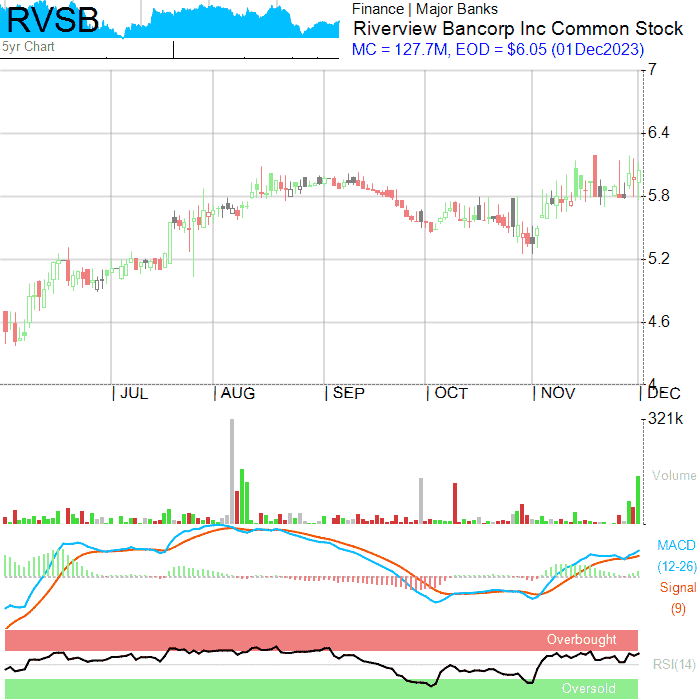 RVSB
5yr Chart
Finance | Major Banks
Riverview Bancorp Inc Common Stock
MC = 127.7M, EOD = $6.05 (01Dec2023)
7
6.4
5.8
5.2
4.6
4
JUL AUG SEP OCT NOV DEC
321k
Volume
MACD
(12-26)
Signal
(9)
Overbought
RSI(14)
Oversold